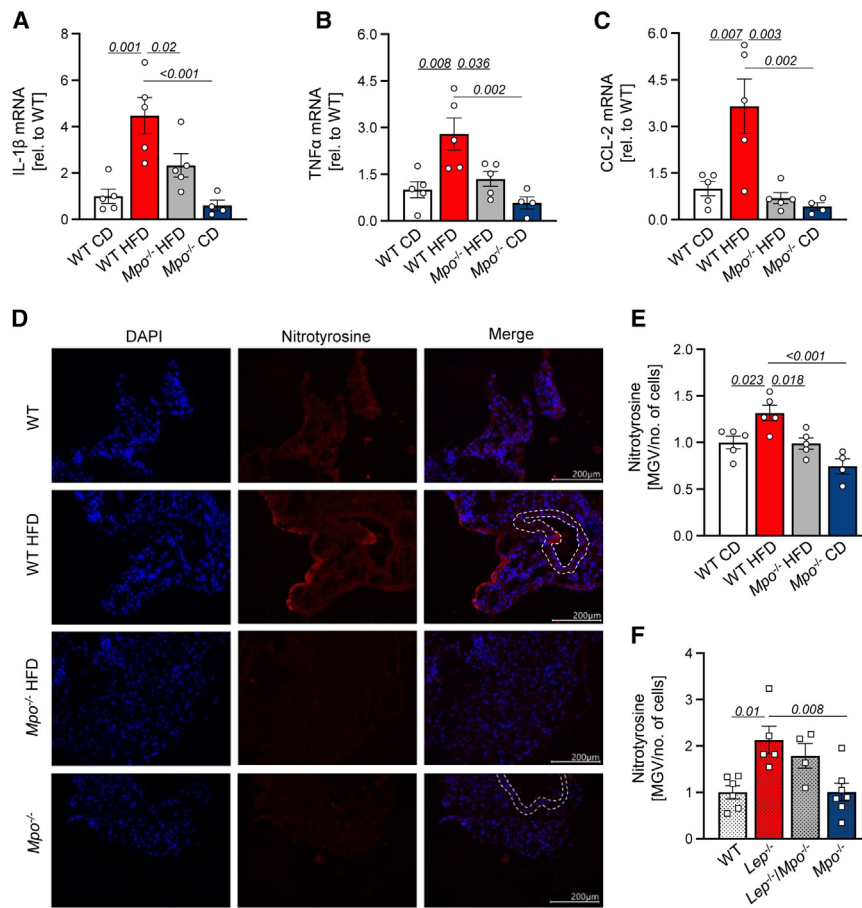 A
IL-1β mRNA
[rel. to WT]
8
6
4
2
0
0.001
0.02
<0.001
WT CD
WT HFD
Mpo-/- HFD
Mpo-/- CD
B
TNFα mRNA
[rel. to WT]
6.0
4.5
3.0
1.5
0.0
0.008
0.036
0.002
WT CD
WT HFD
Mpo-/- HFD
Mpo-/- CD
C
CCL-2 mRNA
[rel. to WT]
6.0
4.5
3.0
1.5
0.0
0.007
0.003
0.002
WT CD
WT HFD
Mpo-/- HFD
Mpo-/- CD
D
DAPI
Nitrotyrosine
Merge
WT
200µm
WT HFD
200µm
Mpo-/- HFD
200µm
Mpo-/-
200µm
E
Nitrotyrosine
[MGV/no. of cells]
2.0
1.5
1.0
0.5
0.0
<0.001
0.023
0.018
WT CD
WT HFD
Mpo-/- HFD
Mpo-/- CD
F
Nitrotyrosine
[MGV/no. of cells]
4
3
2
1
0
0.01
0.008
WT
Lep-/-
Lep-/-/Mpo-/-
Mpo-/-